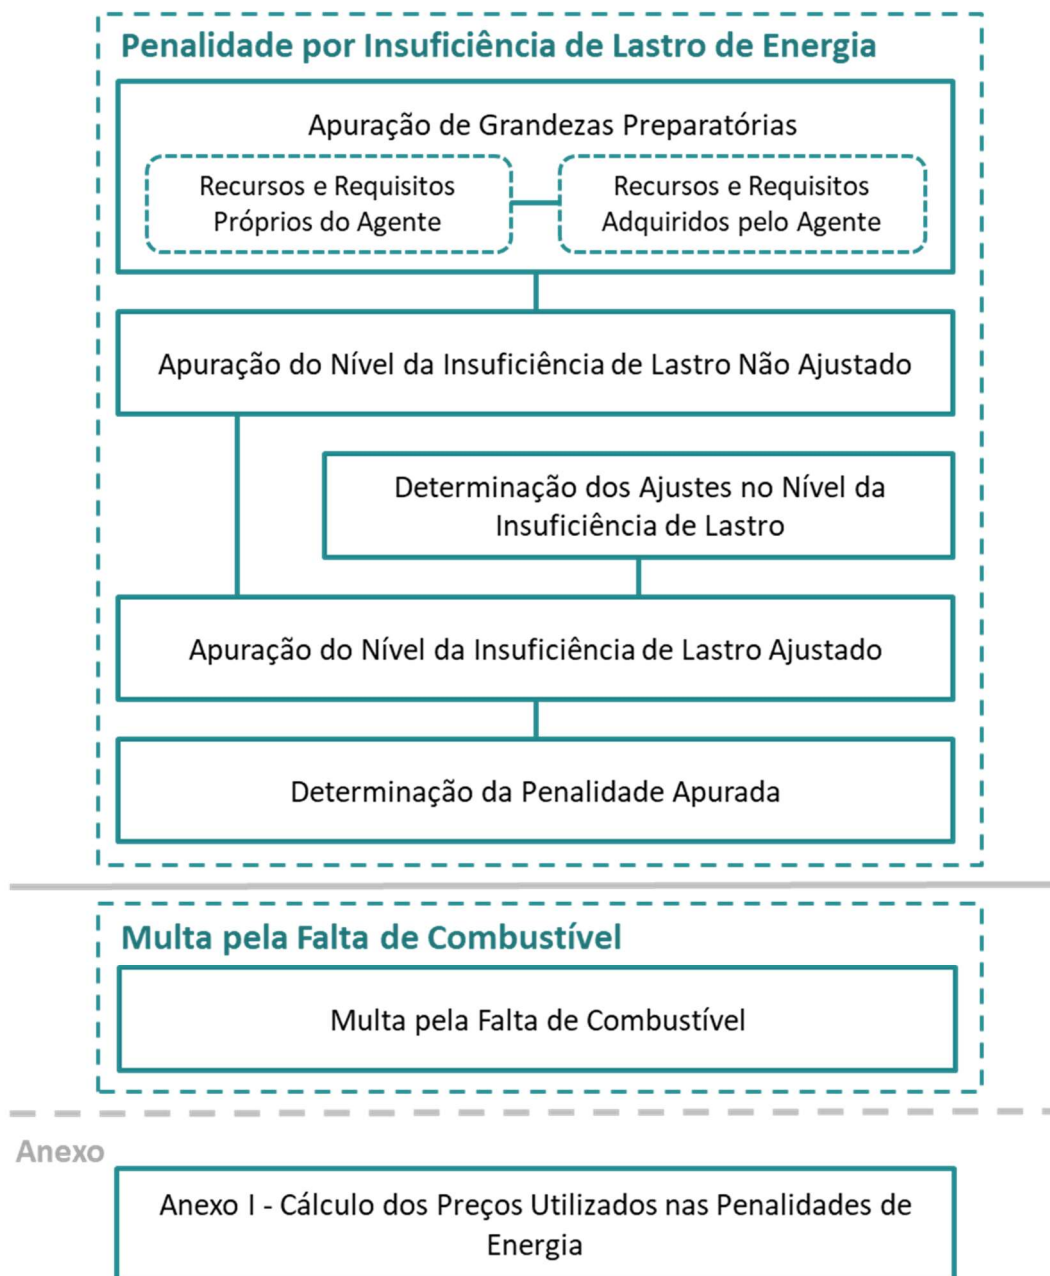 Penalidade por Insuficiência de Lastro de Energia
Apuração de Grandezas Preparatórias
Recursos e Requisitos
Próprios do Agente
Recursos e Requisitos
Adquiridos pelo Agente
Apuração do Nível da Insuficiência de Lastro Não Ajustado
Determinação dos Ajustes no Nível da
Insuficiência de Lastro
Apuração do Nível da Insuficiência de Lastro Ajustado
Determinação da Penalidade Apurada
Multa pela Falta de Combustível
Multa pela Falta de Combustível
Anexo
Anexo I - Cálculo dos Preços Utilizados nas Penalidades de
Energia